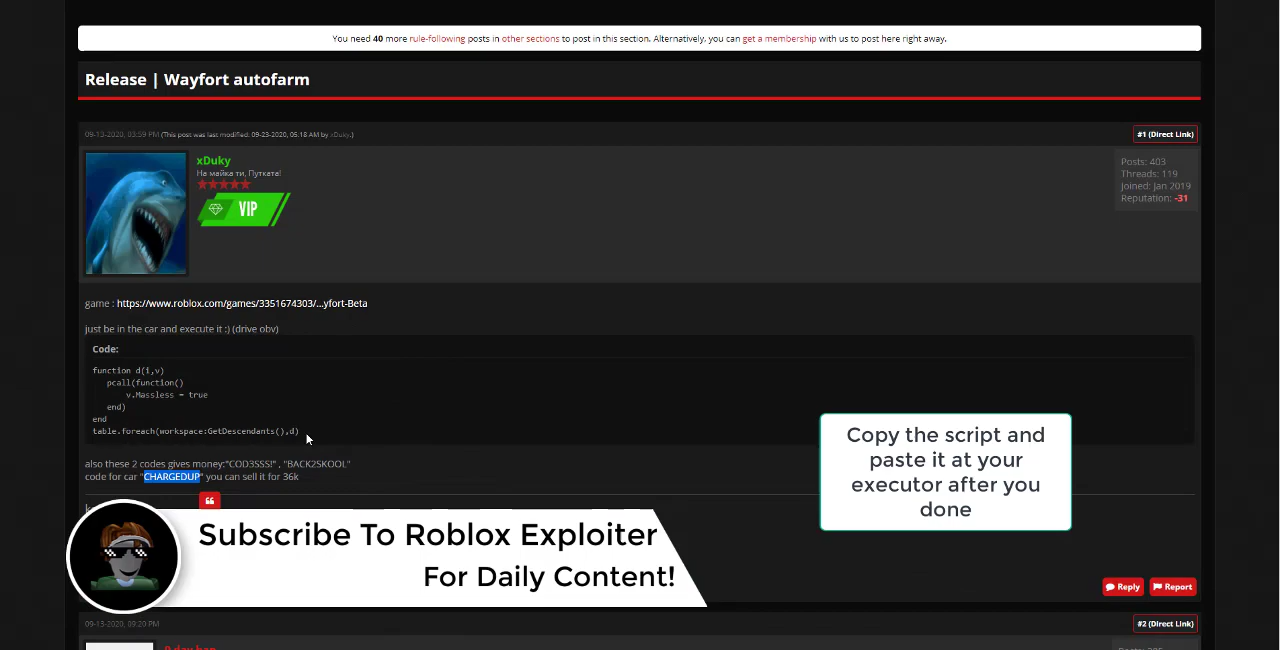 You need 40 more rule-following posts in other sections to post in this section. Alternatively, you can get a membership with us to post here right away.
Release | Wayfort autofarm
09-13-2020, 03:59 PM (This post was last modified: 09-23-2020, 05:18 AM by xDuky.)
#1 (Direct Link)
xDuky
На майка ти, Путката!
VIP
Posts: 403
Threads: 119
Joined: Jan 2019
Reputation: -31
game : https://www.roblox.com/games/3351674303/...yfort-Beta
just be in the car and execute it :) (drive obv)
Code:
function d(i,v)
pcall(function()
v.Massless = true
end)
end
table.foreach(workspace:GetDescendants(),d)
also these 2 codes gives money:"COD3SSS!" , "BACK2SKOOL"
code for car "CHARGEDUP" you can sell it for 36k
Copy the script and
paste it at your
executor after you
done
Subscribe To Roblox Exploiter
For Daily Content!
Reply
Report
09-13-2020, 09:20 PM
#2 (Direct Link)